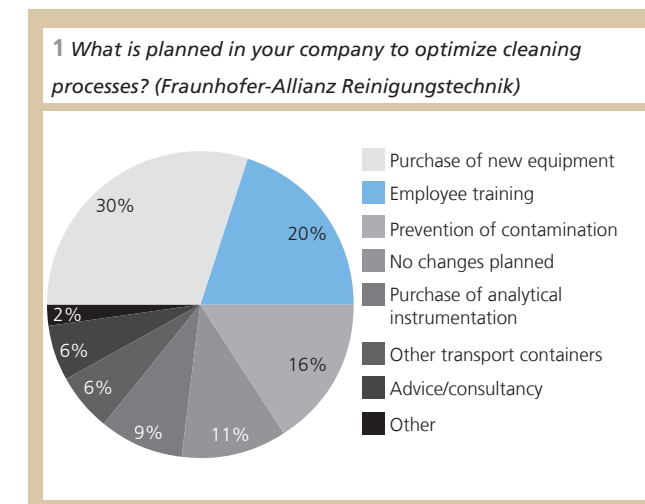 1 What is planned in your company to optimize cleaning
processes? (Fraunhofer-Allianz Reinigungstechnik)
30%
20%
16%
11%
9%
6%
6%
2%
Purchase of new equipment
Employee training
Prevention of contamination
No changes planned
Purchase of analytical
instrumentation
Other transport containers
Advice/consultancy
Other